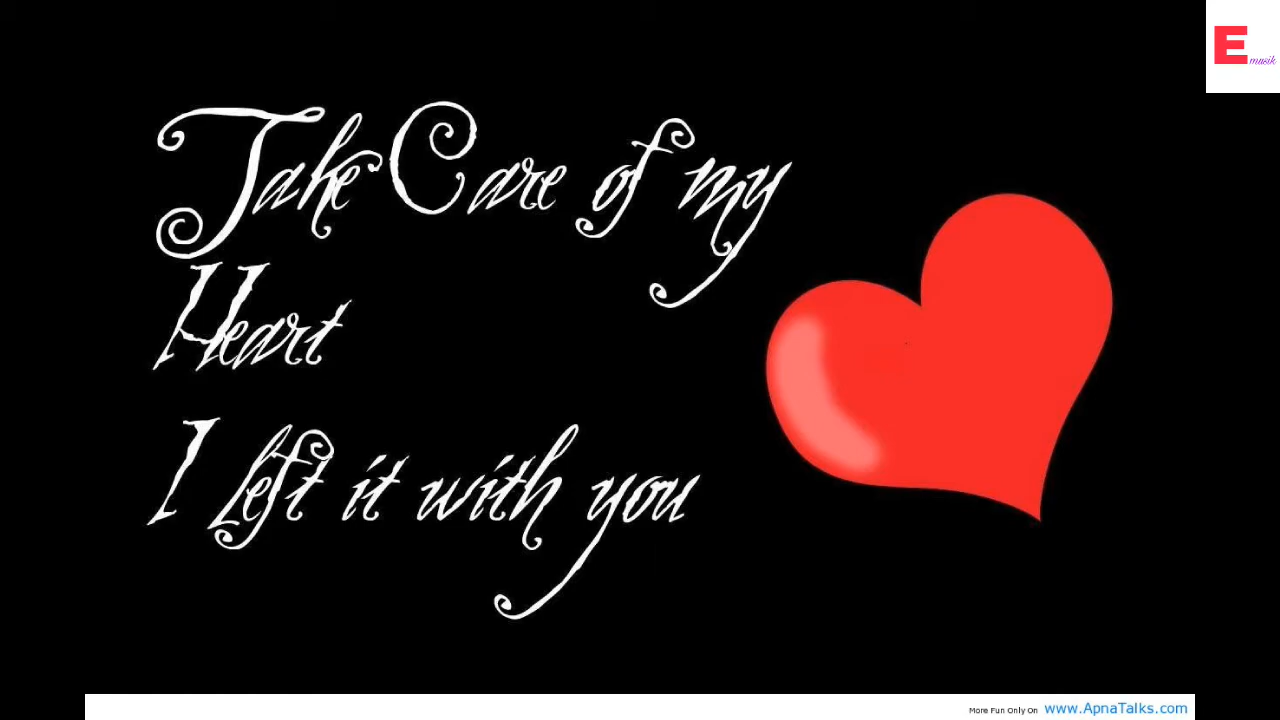 E musik
Take Care of my
Heart
I Left it with you
More Fun Only On www.ApnaTalks.com